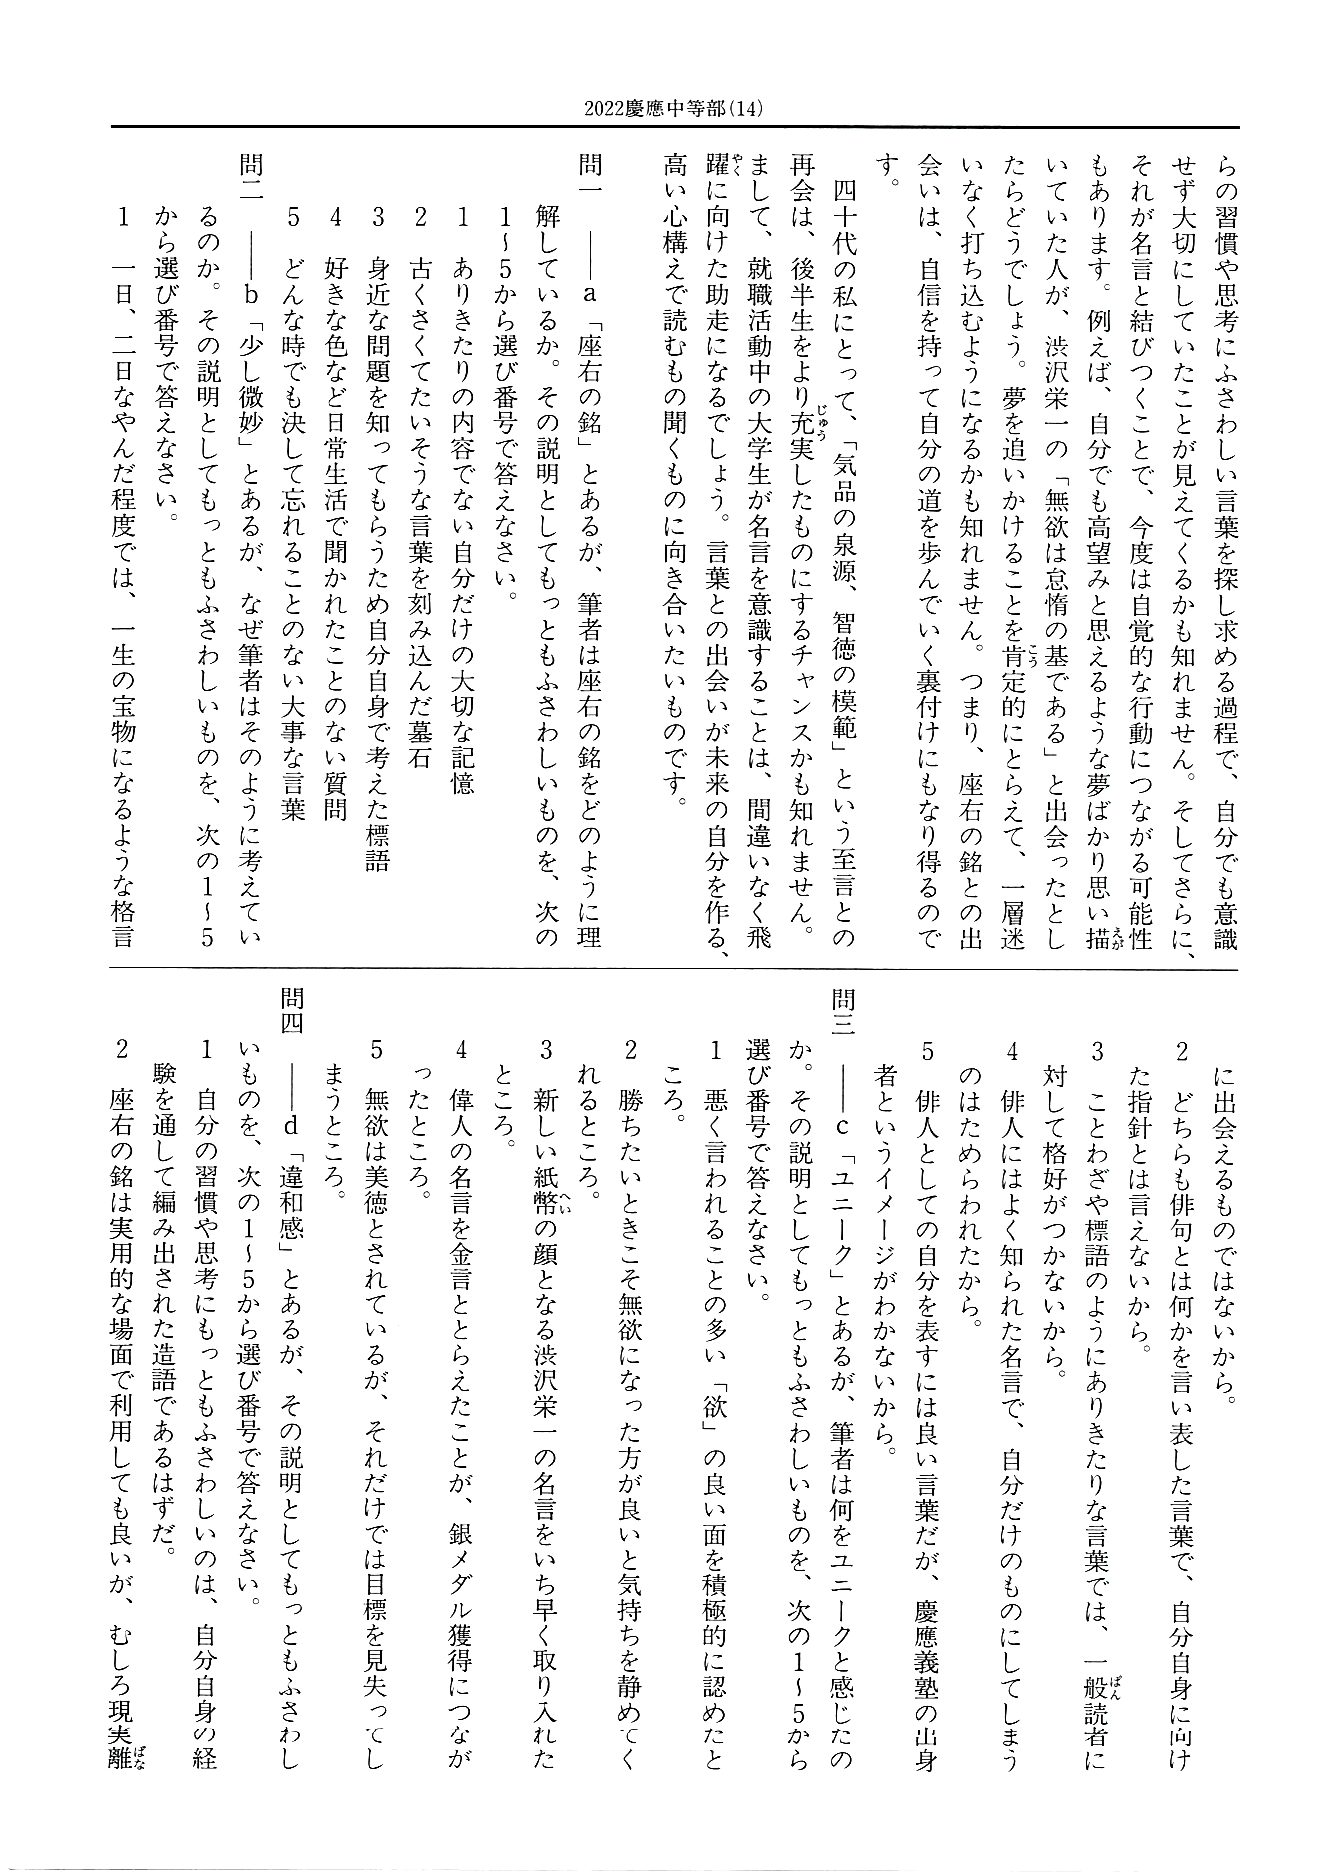 2022慶應中等部(14)
らの習慣や思考にふさわしい言葉を探し求める過程で、自分でも意識
せず大切にしていたことが見えてくるかも知れません。そしてさらに、
それが名言と結びつくことで、今度は自覚的な行動につながる可能性
もあります。例えば、自分でも高望みと思えるような夢ばかり思い描
いていた人が、渋沢栄一の「無欲は怠惰の基である」と出会ったとし
たらどうでしょう。夢を追いかけることを肯定的にとらえて、一層迷
いなく打ち込むようになるかも知れません。つまり、座右の銘との出
会いは、自信を持って自分の道を歩んでいく裏付けにもなり得るので
す。
四十代の私にとって、「気品の泉源、智徳の模範」という至言との
再会は、後半生をより充実したものにするチャンスかも知れません。
まして、就職活動中の大学生が名言を意識することは、間違いなく飛
躍に向けた助走になるでしょう。言葉との出会いが未来の自分を作る、
高い心構えで読むもの聞くものに向き合いたいものです。
問一 ――a「座右の銘」とあるが、筆者は座右の銘をどのように理
解しているか。その説明としてもっともふさわしいものを、次の
1~5から選び番号で答えなさい。
1 ありきたりの内容でない自分だけの大切な記憶
2 古くさくてたいそうな言葉を刻み込んだ墓石
3 身近な問題を知ってもらうため自分自身で考えた標語
4 好きな色など日常生活で聞かれたことのない質問
5 どんな時でも決して忘れることのない大事な言葉
問二 ――b「少し微妙」とあるが、なぜ筆者はそのように考えてい
るのか。その説明としてもっともふさわしいものを、次の1~5
から選び番号で答えなさい。
1 一日、二日なやんだ程度では、一生の宝物になるような格言
に出会えるものではないから。
2 どちらも俳句とは何かを言い表した言葉で、自分自身に向け
た指針とは言えないから。
3 ことわざや標語のようにありきたりな言葉では、一般読者に
対して格好がつかないから。
4 俳人にはよく知られた名言で、自分だけのものにしてしまう
のはためらわれたから。
5 俳人としての自分を表すには良い言葉だが、慶應義塾の出身
者というイメージがわかないから。
問三 ――c「ユニーク」とあるが、筆者は何をユニークと感じたの
か。その説明としてもっともふさわしいものを、次の1~5から
選び番号で答えなさい。
1 悪く言われることの多い「欲」の良い面を積極的に認めたと
ころ。
2 勝ちたいときこそ無欲になった方が良いと気持ちを静めてく
れるところ。
3 新しい紙幣の顔となる渋沢栄一の名言をいち早く取り入れた
ところ。
4 偉人の名言を金言ととらえたことが、銀メダル獲得につなが
ったところ。
5 無欲は美徳とされているが、それだけでは目標を見失ってし
まうところ。
問四 ――d「違和感」とあるが、その説明としてもっともふさわし
いものを、次の1~5から選び番号で答えなさい。
1 自分の習慣や思考にもっともふさわしいのは、自分自身の経
験を通して編み出された造語であるはずだ。
2 座右の銘は実用的な場面で利用しても良いが、むしろ現実離